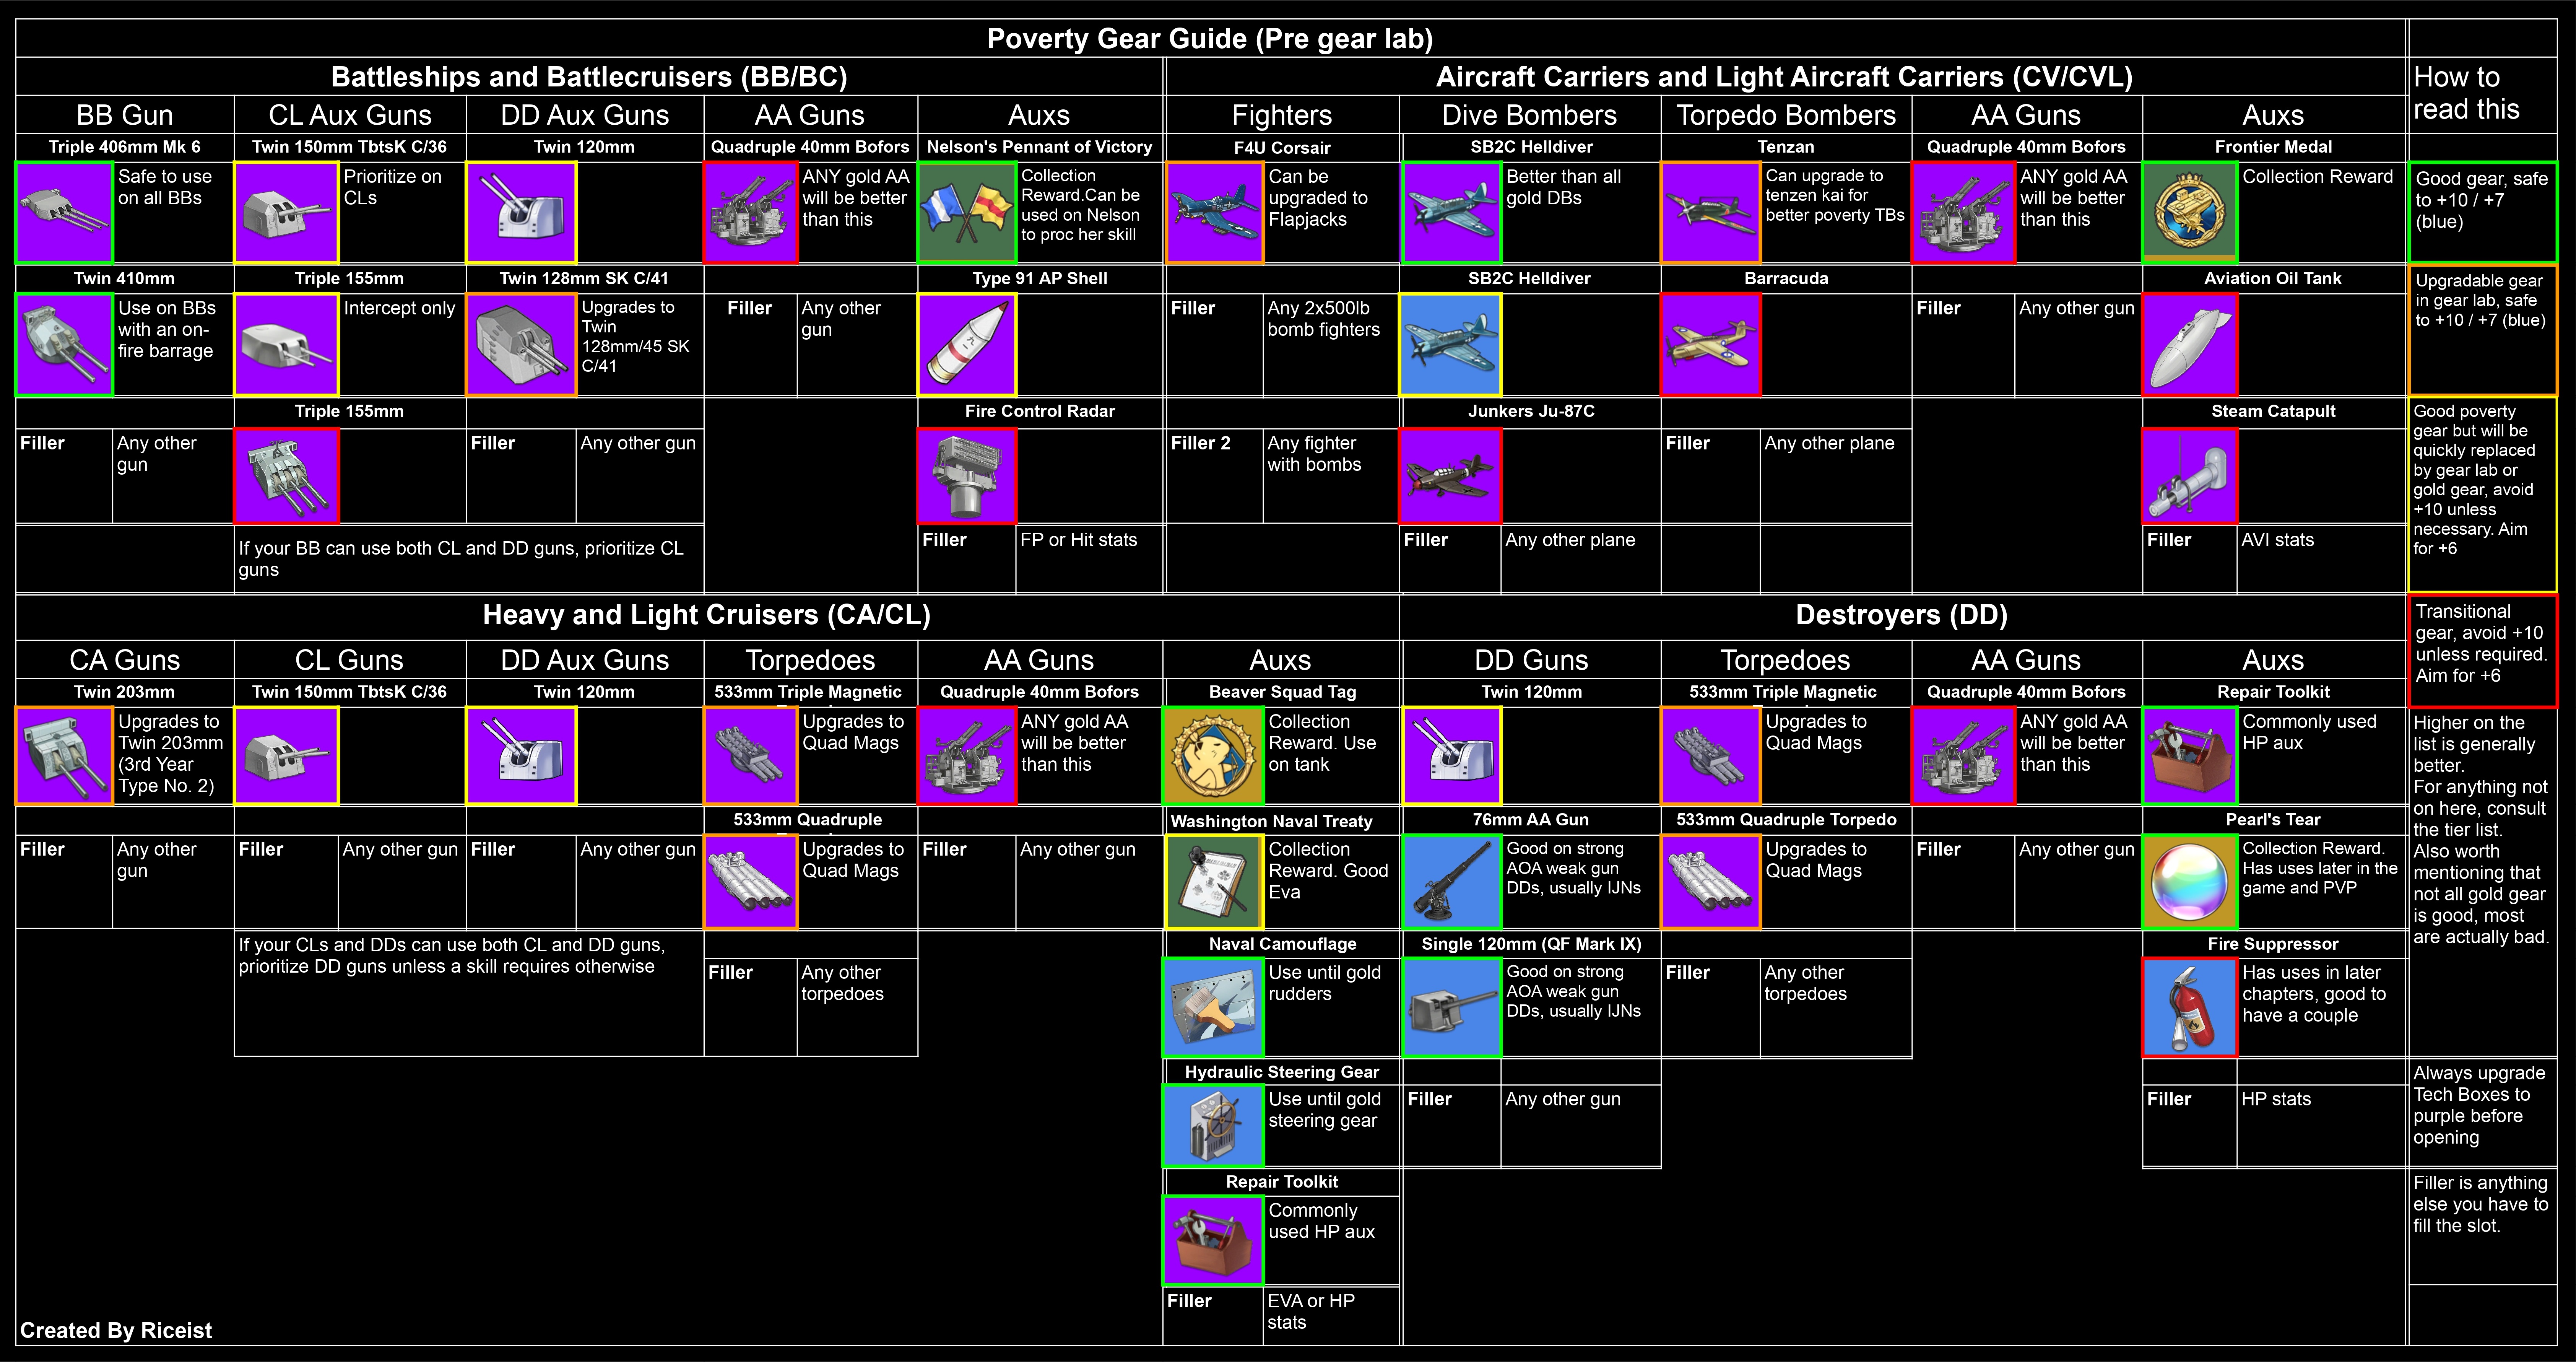 Poverty Gear Guide (Pre gear lab)
Battleships and Battlecruisers (BB/BC)
Aircraft Carriers and Light Aircraft Carriers (CV/CVL)
How to
read this
BB Gun
CL Aux Guns
DD Aux Guns
AA Guns
Auxs
Fighters
Dive Bombers
Torpedo Bombers
AA Guns
Auxs
Triple 406mm Mk 6
Twin 150mm TbtsK C/36
Twin 120mm
Quadruple 40mm Bofors
Nelson's Pennant of Victory
F4U Corsair
SB2C Helldiver
Tenzan
Quadruple 40mm Bofors
Frontier Medal
Safe to use
on all BBs
Prioritize on
CLs
ANY gold AA
will be better
than this
Collection
Reward.Can be
used on Nelson
to proc her skill
Can be
upgraded to
Flapjacks
Better than all
gold DBs
Can upgrade to
tenzen kai for
better poverty TBs
ANY gold AA
will be better
than this
Collection Reward
Good gear, safe
to +10 / +7
(blue)
Twin 410mm
Triple 155mm
Twin 128mm SK C/41
Type 91 AP Shell
SB2C Helldiver
Barracuda
Aviation Oil Tank
Use on BBs
with an on-
fire barrage
Intercept only
Upgrades to
Twin
128mm/45 SK
C/41
Filler
Any other
gun
Filler
Any 2x500lb
bomb fighters
Filler
Any other gun
Upgradable gear
in gear lab, safe
to +10 / +7 (blue)
Triple 155mm
Fire Control Radar
Junkers Ju-87C
Steam Catapult
Filler
Any other
gun
Filler
Any other gun
Filler 2
Any fighter
with bombs
Filler
Any other plane
Good poverty
gear but will be
quickly replaced
by gear lab or
gold gear, avoid
+10 unless
necessary. Aim
for +6
If your BB can use both CL and DD guns, prioritize CL
guns
Filler
FP or Hit stats
Filler
Any other plane
Filler
AVI stats
Heavy and Light Cruisers (CA/CL)
Destroyers (DD)
Transitional
gear, avoid +10
unless required.
Aim for +6
CA Guns
CL Guns
DD Aux Guns
Torpedoes
AA Guns
Auxs
DD Guns
Torpedoes
AA Guns
Auxs
Twin 203mm
Twin 150mm TbtsK C/36
Twin 120mm
533mm Triple Magnetic
Quadruple 40mm Bofors
Beaver Squad Tag
Twin 120mm
533mm Triple Magnetic
Quadruple 40mm Bofors
Repair Toolkit
Upgrades to
Twin 203mm
(3rd Year
Type No. 2)
Upgrades to
Quad Mags
ANY gold AA
will be better
than this
Collection
Reward. Use
on tank
Upgrades to
Quad Mags
ANY gold AA
will be better
than this
Commonly used
HP aux
Higher on the
list is generally
better.
For anything not
on here, consult
the tier list.
Also worth
mentioning that
not all gold gear
is good, most
are actually bad.
533mm Quadruple
Washington Naval Treaty
76mm AA Gun
533mm Quadruple Torpedo
Pearl's Tear
Filler
Any other
gun
Filler
Any other gun
Filler
Any other gun
Upgrades to
Quad Mags
Filler
Any other gun
Collection
Reward. Good
Eva
Good on strong
AOA weak gun
DDs, usually IJNs
Upgrades to
Quad Mags
Filler
Any other gun
Collection Reward.
Has uses later in the
game and PVP
If your CLs and DDs can use both CL and DD guns,
prioritize DD guns unless a skill requires otherwise
Naval Camouflage
Single 120mm (QF Mark IX)
Fire Suppressor
Filler
Any other
torpedoes
Use until gold
rudders
Good on strong
AOA weak gun
DDs, usually IJNs
Filler
Any other
torpedoes
Has uses in later
chapters, good to
have a couple
Hydraulic Steering Gear
Use until gold
steering gear
Filler
Any other gun
Filler
HP stats
Always upgrade
Tech Boxes to
purple before
opening
Repair Toolkit
Commonly
used HP aux
Filler is anything
else you have to
fill the slot.
Filler
EVA or HP
stats
Created By Riceist